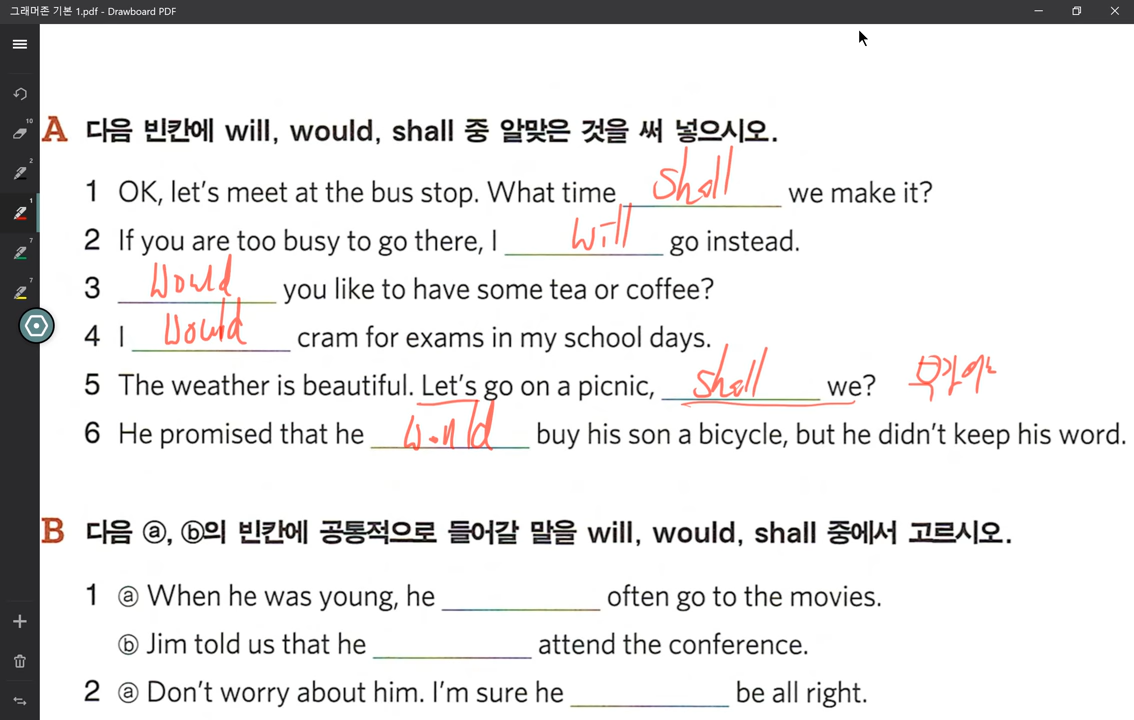 그래머존 기본 1.pdf - Drawboard PDF
10
2
1
7
7
A 다음 빈칸에 will, would, shall 중 알맞은 것을 써 넣으시오.
1 OK, let's meet at the bus stop. What time shall we make it?
2 If you are too busy to go there, I will go instead.
3 Would you like to have some tea or coffee?
4 I would cram for exams in my school days.
5 The weather is beautiful. Let's go on a picnic, shall we?
6 He promised that he would buy his son a bicycle, but he didn't keep his word.
B 다음 ⓐ, ⓑ의 빈칸에 공통적으로 들어갈 말을 will, would, shall 중에서 고르시오.
1 ⓐ When he was young, he ____ often go to the movies.
ⓑ Jim told us that he ____ attend the conference.
2 ⓐ Don't worry about him. I'm sure he ____ be all right.